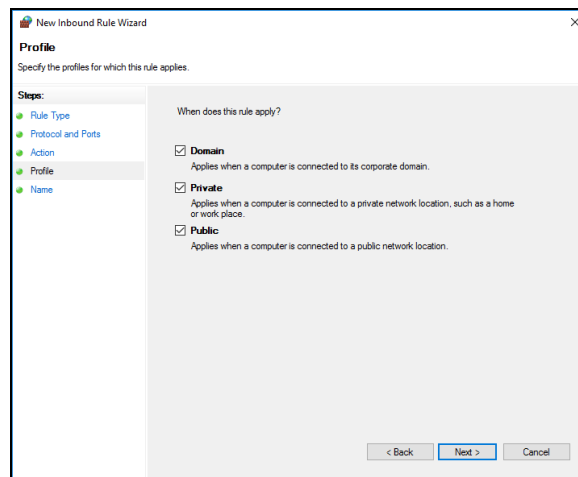 New Inbound Rule Wizard
Profile
Specify the profiles for which this rule applies.
Steps:
Rule Type
Protocol and Ports
Action
Profile
Name
When does this rule apply?
Domain
Applies when a computer is connected to its corporate domain.
Private
Applies when a computer is connected to a private network location, such as a home
or work place.
Public
Applies when a computer is connected to a public network location.
< Back
Next >
Cancel